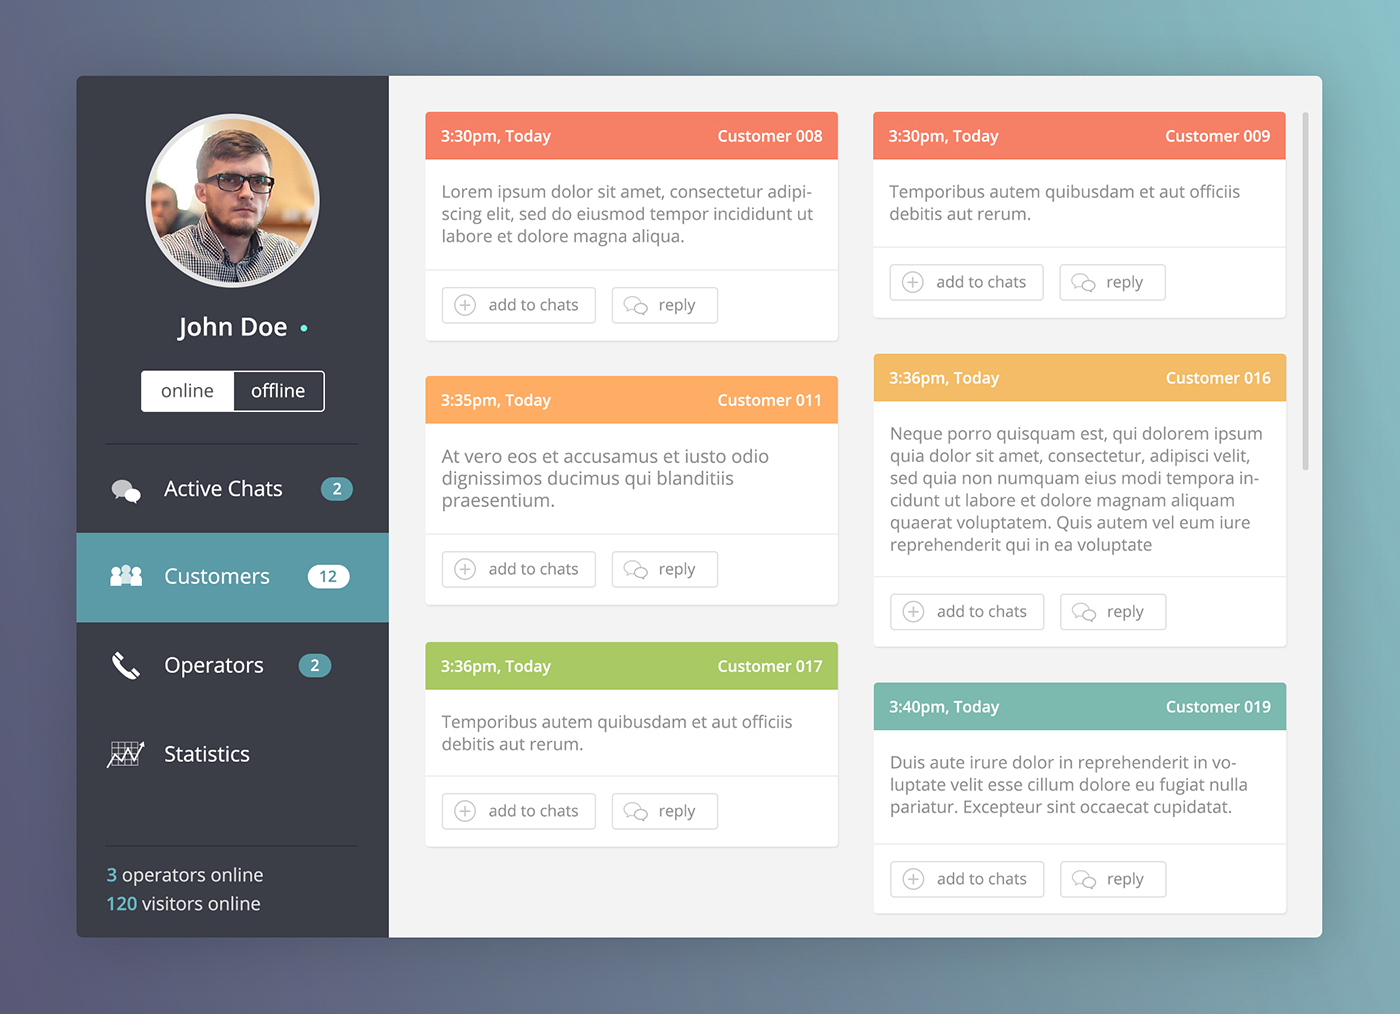 John Doe
online offline
Active Chats 2
Customers 12
Operators 2
Statistics
3 operators online
120 visitors online
3:30pm, Today Customer 008
Lorem ipsum dolor sit amet, consectetur adipi-
scing elit, sed do eiusmod tempor incididunt ut
labore et dolore magna aliqua.
add to chats reply
3:35pm, Today Customer 011
At vero eos et accusamus et iusto odio
dignissimos ducimus qui blanditiis
praesentium.
add to chats reply
3:36pm, Today Customer 017
Temporibus autem quibusdam et aut officiis
debitis aut rerum.
add to chats reply
3:30pm, Today Customer 009
Temporibus autem quibusdam et aut officiis
debitis aut rerum.
add to chats reply
3:36pm, Today Customer 016
Neque porro quisquam est, qui dolorem ipsum
quia dolor sit amet, consectetur, adipisci velit,
sed quia non numquam eius modi tempora in-
cidunt ut labore et dolore magnam aliquam
quaerat voluptatem. Quis autem vel eum iure
reprehenderit qui in ea voluptate
add to chats reply
3:40pm, Today Customer 019
Duis aute irure dolor in reprehenderit in vo-
luptate velit esse cillum dolore eu fugiat nulla
pariatur. Excepteur sint occaecat cupidatat.
add to chats reply